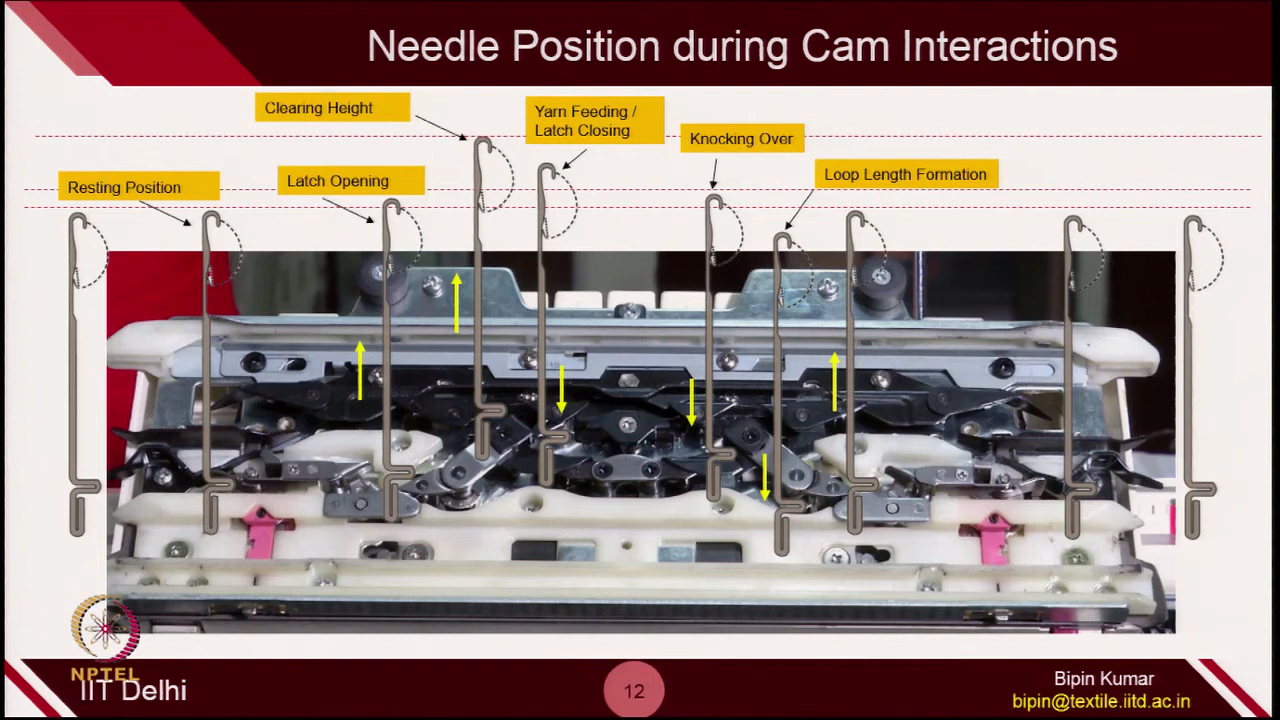 Needle Position during Cam Interactions
Clearing Height
Yarn Feeding /
Latch Closing
Knocking Over
Loop Length Formation
Latch Opening
Resting Position
NPTEL
IIT Delhi
12
Bipin Kumar
bipin@textile.iitd.ac.in